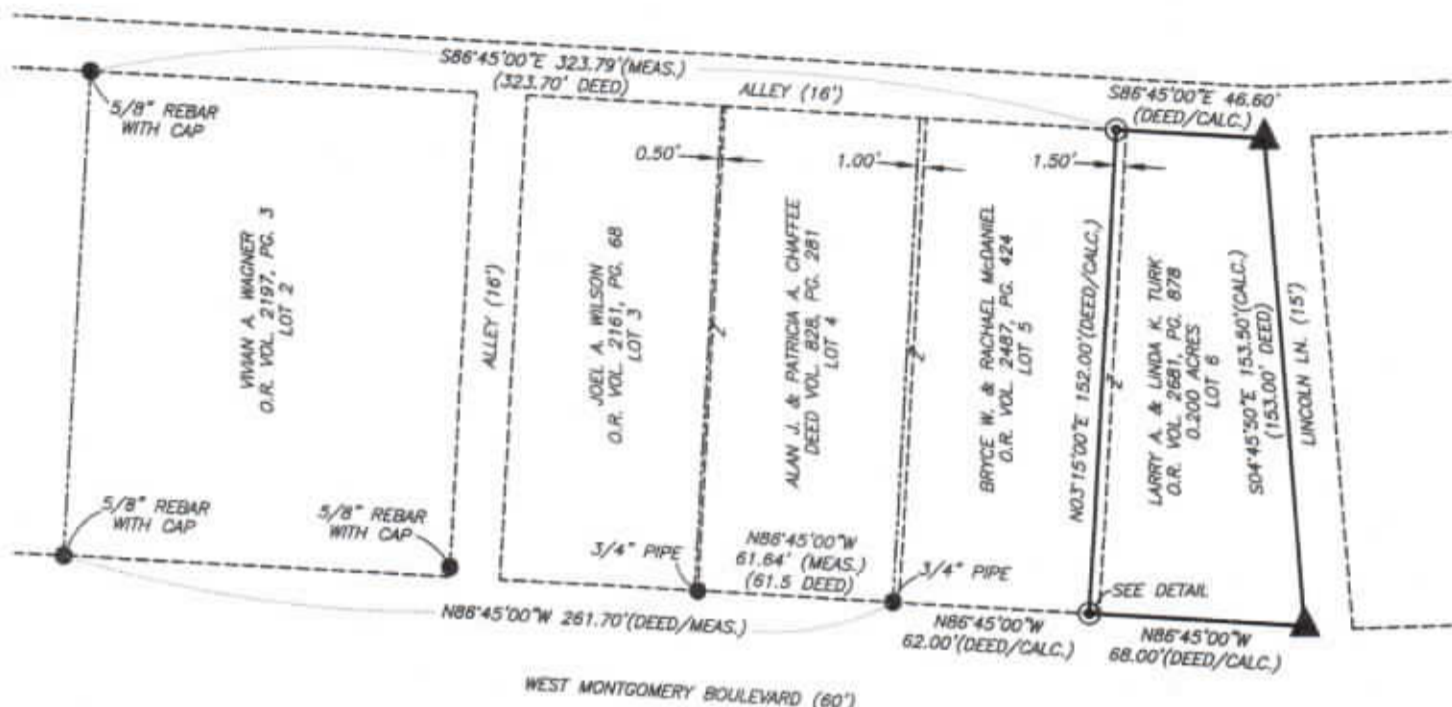 S86°45'00"E 323.79'(MEAS.)
(323.70' DEED)
ALLEY (16')
S86°45'00"E 46.60'
(DEED/CALC.)
5/8" REBAR
WITH CAP
0.50'
1.00'
1.50'
VIVIAN A. WAGNER
O.R. VOL. 2197, PG. 3
LOT 2
ALLEY (16')
JOEL A. WILSON
O.R. VOL. 2161, PG. 68
LOT 3
ALAN J. & PATRICIA A. CHAFFEE
DEED VOL. 828, PG. 281
LOT 4
BRYCE W. & RACHAEL McDANIEL
O.R. VOL. 2487, PG. 424
LOT 5
N03°15'00"E 152.00'(DEED/CALC.)
LARRY A. & LINDA K. TURK
O.R. VOL. 2681, PG. 878
0.200 ACRES
LOT 6
S04°45'50"E 153.50'(CALC.)
(153.00' DEED)
LINCOLN LN. (15')
5/8" REBAR
WITH CAP
5/8" REBAR
WITH CAP
3/4" PIPE
N86°45'00"W
61.64' (MEAS.)
(61.5 DEED)
3/4" PIPE
SEE DETAIL
N86°45'00"W 261.70'(DEED/MEAS.)
N86°45'00"W
62.00'(DEED/CALC.)
N86°45'00"W
68.00'(DEED/CALC.)
WEST MONTGOMERY BOULEVARD (60')